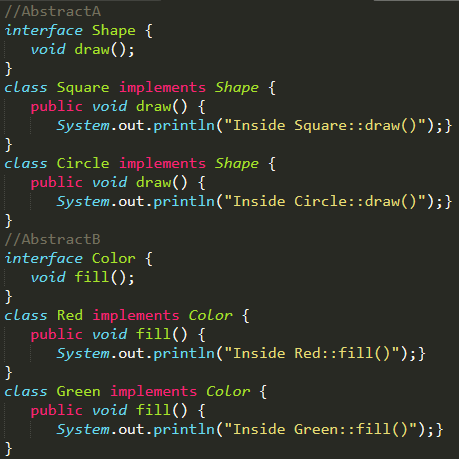 //AbstractA
interface Shape {
   void draw();
}
class Square implements Shape {
   public void draw() {
      System.out.println("Inside Square::draw()");}
}
class Circle implements Shape {
   public void draw() {
      System.out.println("Inside Circle::draw()");}
}
//AbstractB
interface Color {
   void fill();
}
class Red implements Color {
   public void fill() {
      System.out.println("Inside Red::fill()");}
}
class Green implements Color {
   public void fill() {
      System.out.println("Inside Green::fill()");}
}